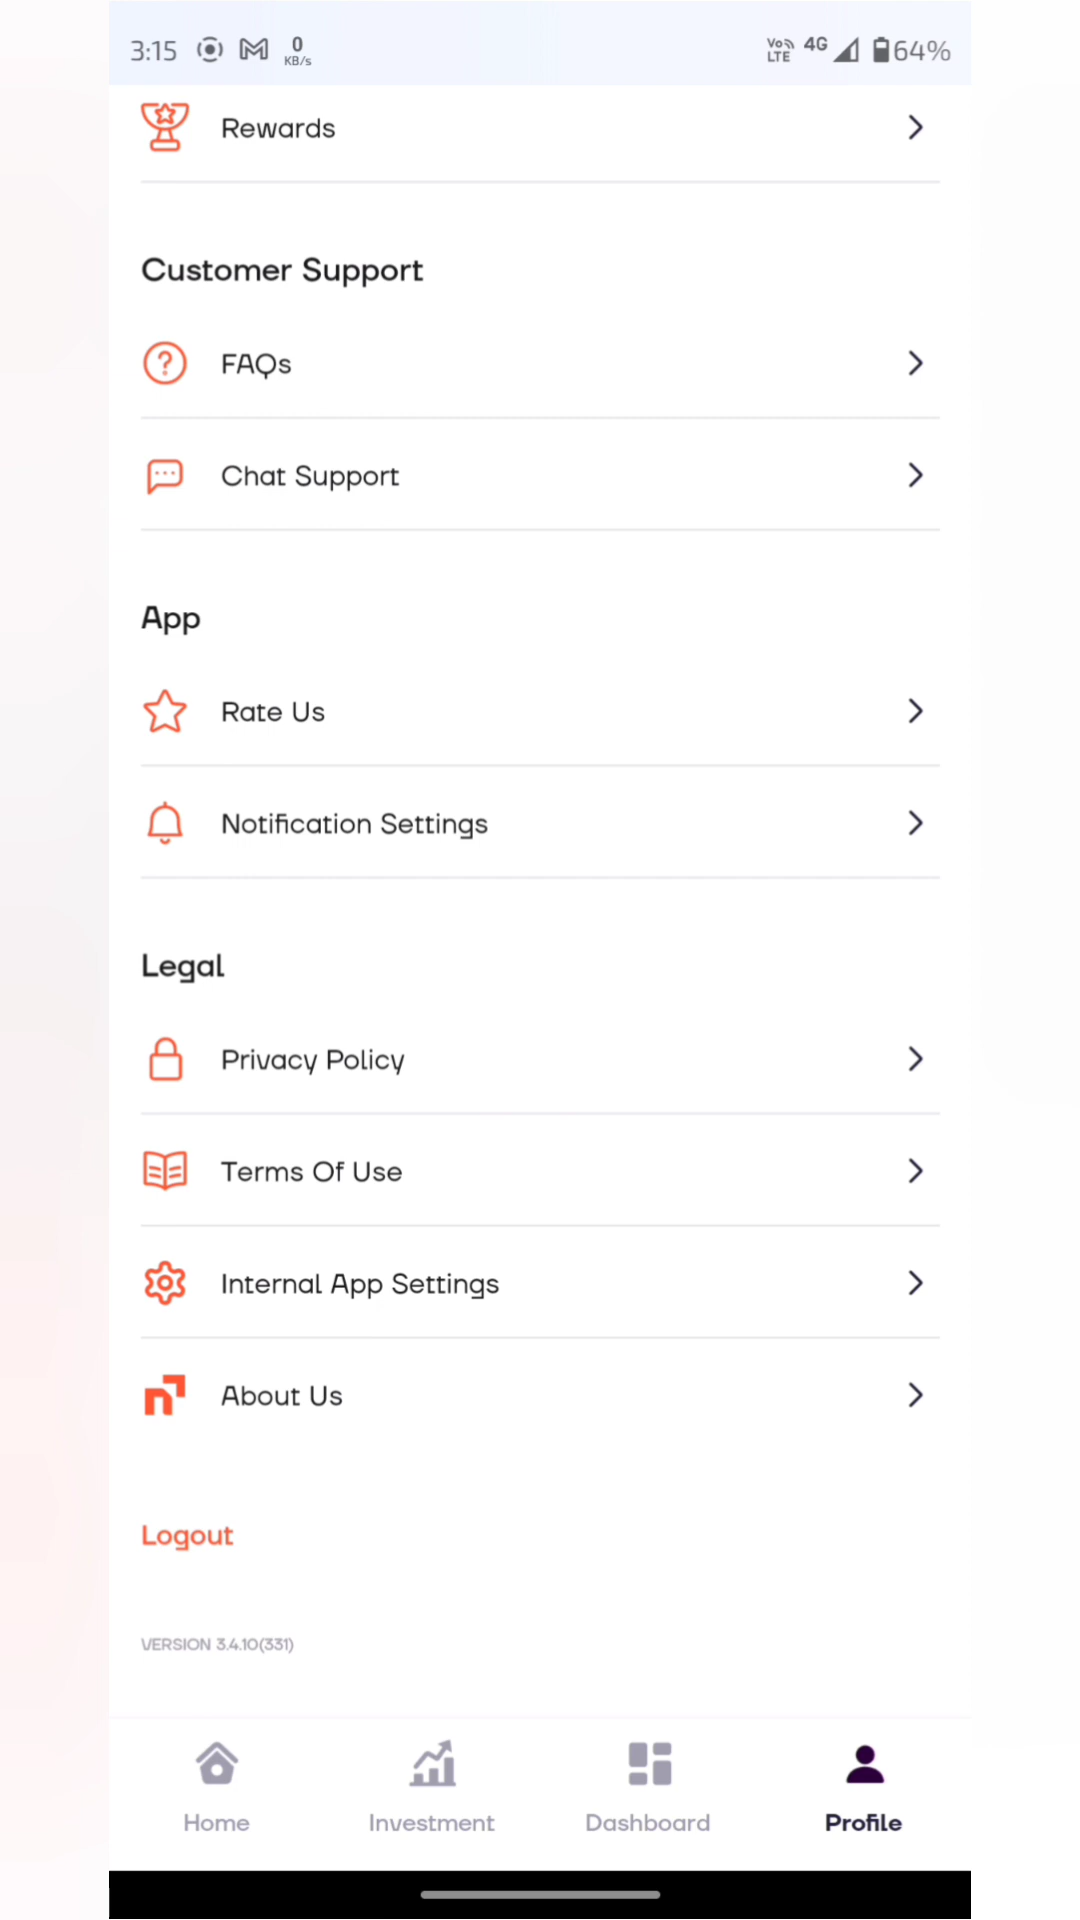 3:15 0 KB/s Vo LTE 4G 64%
Rewards
Customer Support
FAQs
Chat Support
App
Rate Us
Notification Settings
Legal
Privacy Policy
Terms Of Use
Internal App Settings
About Us
Logout
VERSION 3.4.10(331)
Home Investment Dashboard Profile